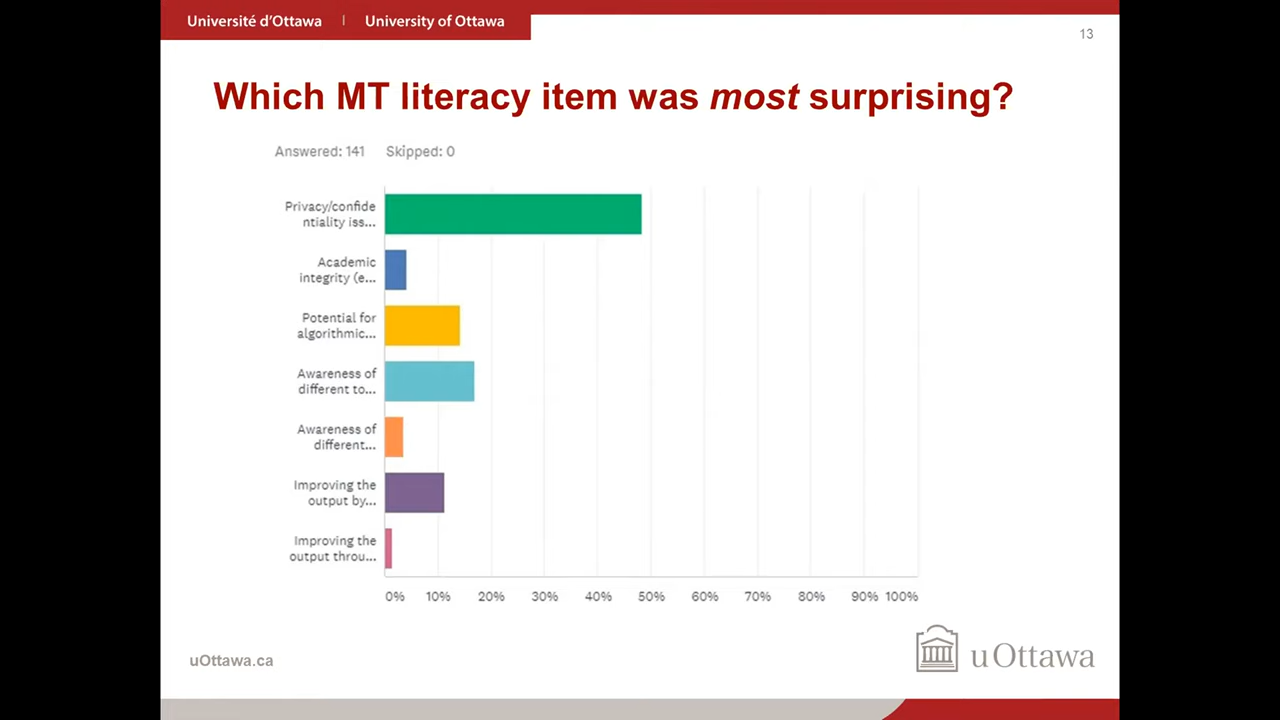 Université d'Ottawa | University of Ottawa
13
Which MT literacy item was most surprising?
Answered: 141 Skipped: 0
Privacy/confide
ntiality iss...
Academic
integrity (e...
Potential for
algorithmic...
Awareness of
different to...
Awareness of
different...
Improving the
output by...
Improving the
output throu...
0% 10% 20% 30% 40% 50% 60% 70% 80% 90% 100%
uOttawa.ca
uOttawa